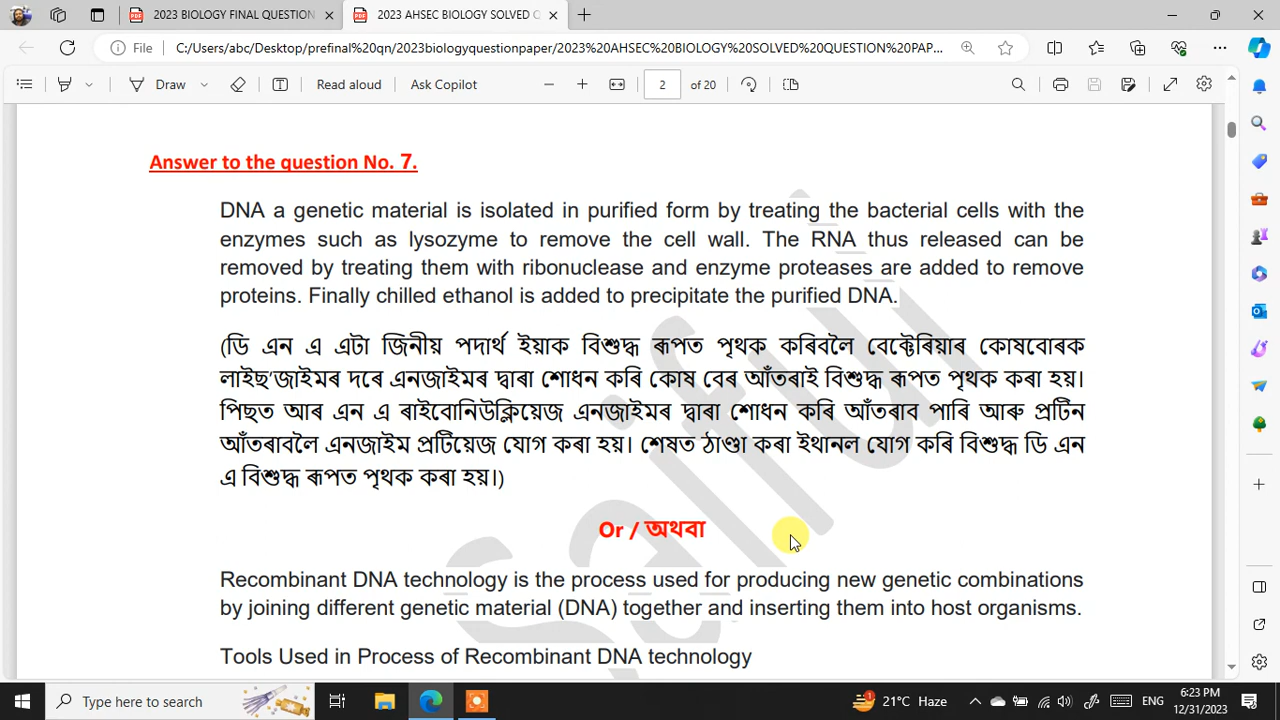 2023 BIOLOGY FINAL QUESTION
2023 AHSEC BIOLOGY SOLVED Q
File
C:/Users/abc/Desktop/prefinal%20qn/2023biologyquestionpaper/2023%20AHSEC%20BIOLOGY%20SOLVED%20QUESTION%20PAP...
Draw
Read aloud
Ask Copilot
2
of 20
Answer to the question No. 7.
DNA a genetic material is isolated in purified form by treating the bacterial cells with the
enzymes such as lysozyme to remove the cell wall. The RNA thus released can be
removed by treating them with ribonuclease and enzyme proteases are added to remove
proteins. Finally chilled ethanol is added to precipitate the purified DNA.
(ডি এন এ এটা জিনীয় পদাৰ্থ ইয়াক বিশুদ্ধ ৰূপত পৃথক কৰিবলৈ বেক্টেৰিয়াৰ কোষবোৰক
লাইছ’জাইমৰ দৰে এনজাইমৰ দ্বাৰা শোধন কৰি কোষ বেৰ আঁতৰাই বিশুদ্ধ ৰূপত পৃথক কৰা হয়।
পিছত আৰ এন এ ৰাইবোনিউক্লিয়েজ এনজাইমৰ দ্বাৰা শোধন কৰি আঁতৰাব পাৰি আৰু প্ৰটিন
আঁতৰাবলৈ এনজাইম প্ৰটিয়েজ যোগ কৰা হয়। শেষত ঠাণ্ডা কৰা ইথানল যোগ কৰি বিশুদ্ধ ডি এন
এ বিশুদ্ধ ৰূপত পৃথক কৰা হয়।)
Or / অথবা
Recombinant DNA technology is the process used for producing new genetic combinations
by joining different genetic material (DNA) together and inserting them into host organisms.
Tools Used in Process of Recombinant DNA technology
Saifu
Type here to search
1
21°C Haze
ENG
6:23 PM
12/31/2023